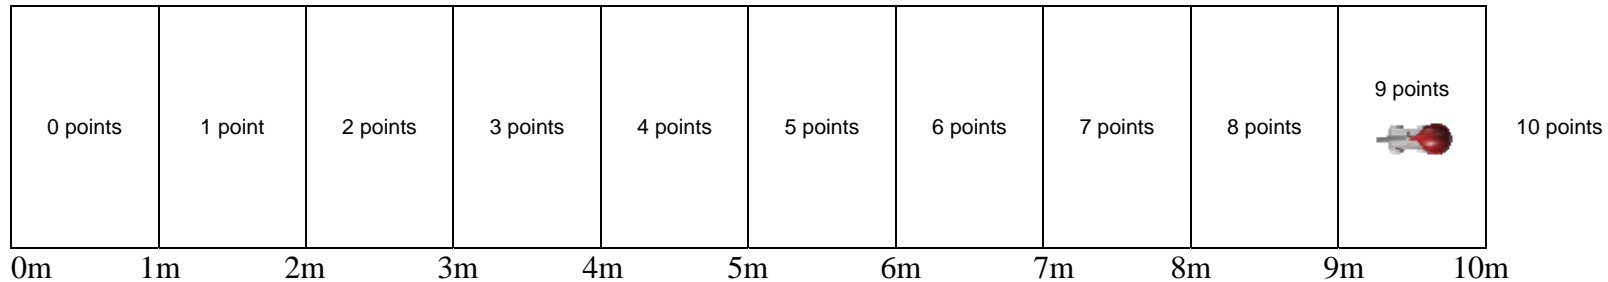 9 points
0 points 1 point 2 points 3 points 4 points 5 points 6 points 7 points 8 points 10 points
0m 1m 2m 3m 4m 5m 6m 7m 8m 9m 10m